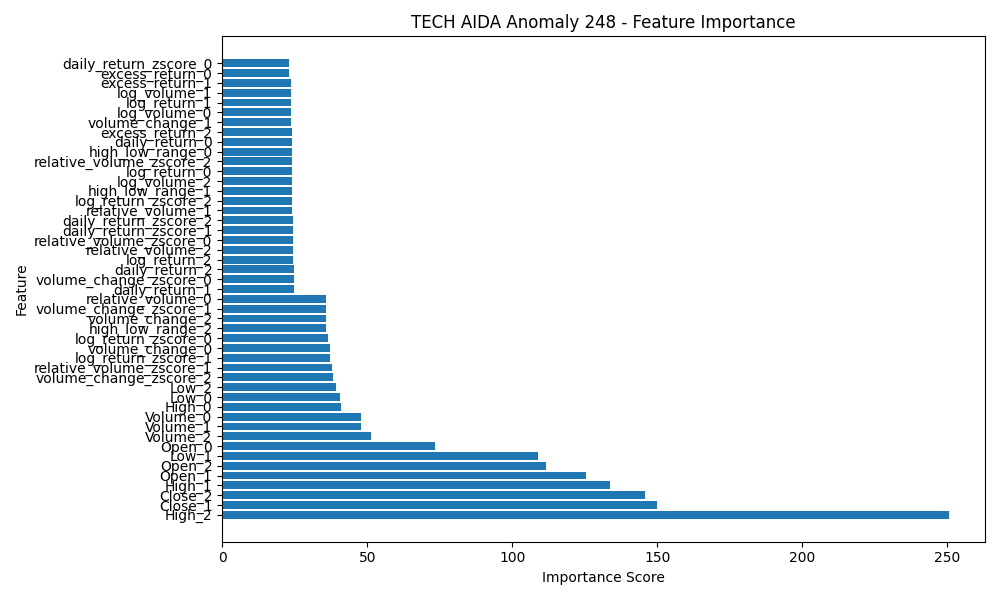 TECH AIDA Anomaly 248 - Feature Importance
daily_return_zscore_0
excess_return_0
excess_return_1
log_volume_1
log_return_1
log_volume_0
volume_change_1
excess_return_2
daily_return_0
high_low_range_0
relative_volume_zscore_2
log_return_0
log_volume_2
high_low_range_1
log_return_zscore_2
relative_volume_1
daily_return_zscore_2
daily_return_zscore_1
relative_volume_zscore_0
relative_volume_2
log_return_2
daily_return_2
volume_change_zscore_0
daily_return_1
relative_volume_0
volume_change_zscore_1
volume_change_2
high_low_range_2
log_return_zscore_0
volume_change_0
log_return_zscore_1
relative_volume_zscore_1
volume_change_zscore_2
Low_2
Low_0
High_0
Volume_0
Volume_1
Volume_2
Open_0
Low_1
Open_2
Open_1
High_1
Close_2
Close_1
High_2
Feature
0 50 100 150 200 250
Importance Score